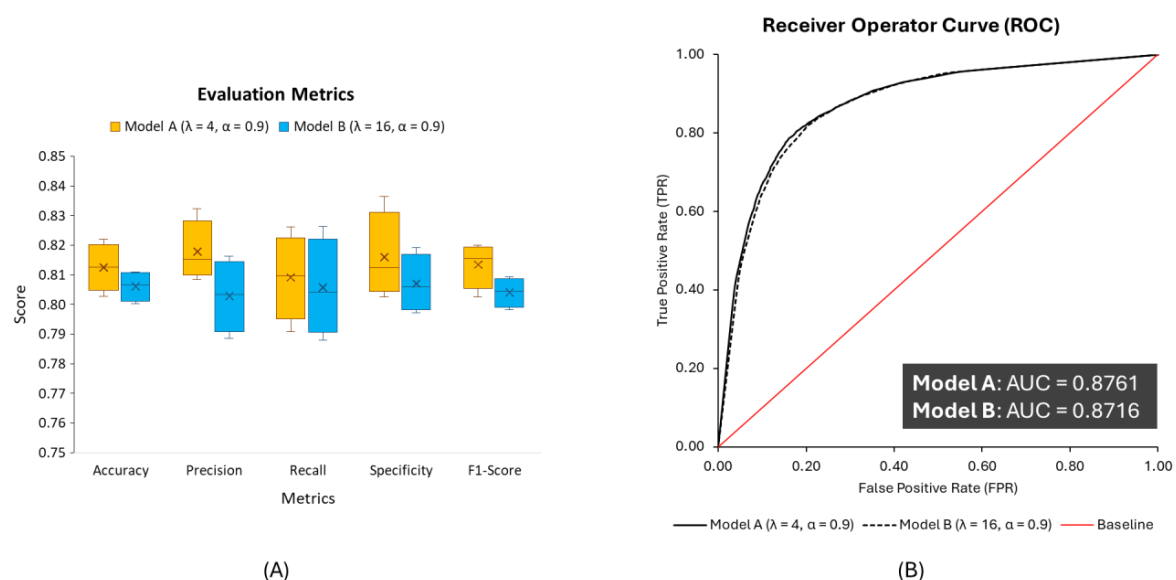 Evaluation Metrics
Model A (λ = 4, α = 0.9) Model B (λ = 16, α = 0.9)
0.85
0.84
0.83
0.82
0.81
0.80
0.79
0.78
0.77
0.76
0.75
Score
Accuracy Precision Recall Specificity F1-Score
Metrics
(A)
Receiver Operator Curve (ROC)
1.00
0.80
0.60
0.40
0.20
0.00
True Positive Rate (TPR)
Model A: AUC = 0.8761
Model B: AUC = 0.8716
0.00 0.20 0.40 0.60 0.80 1.00
False Positive Rate (FPR)
Model A (λ = 4, α = 0.9) Model B (λ = 16, α = 0.9) Baseline
(B)